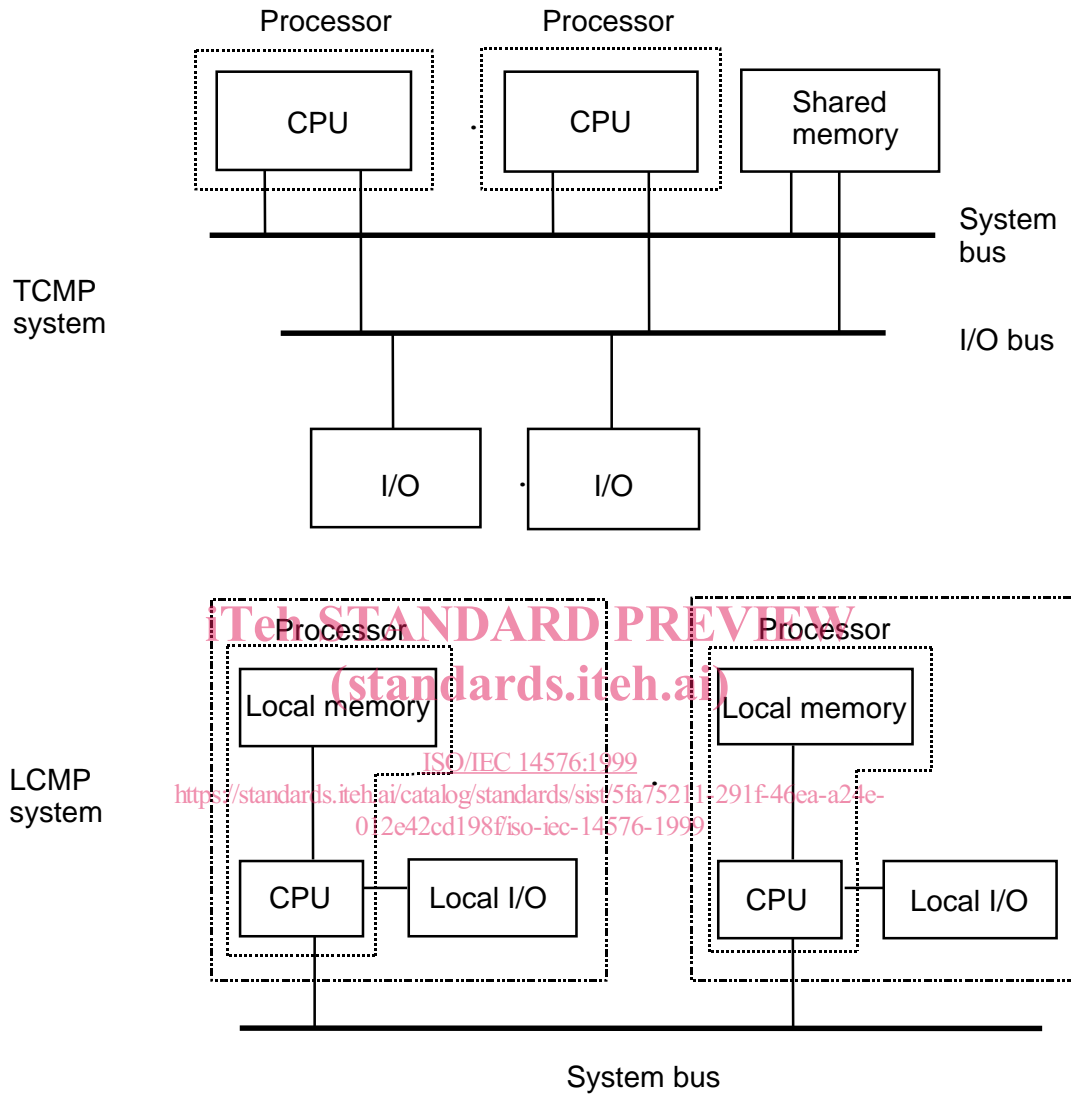 Processor
Processor
CPU
CPU
Shared
memory
System
bus
TCMP
system
I/O bus
I/O
I/O
iTeh STANDARD PREVIEW
Processor
Processor
(standards.iteh.ai)
Local memory
Local memory
ISO/IEC 14576:1999
LCMP
system
https://standards.iteh.ai/catalog/standards/sist/5fa75211-291f-46ea-a24e-
012e42cd198f/iso-iec-14576-1999
CPU
Local I/O
CPU
Local I/O
System bus